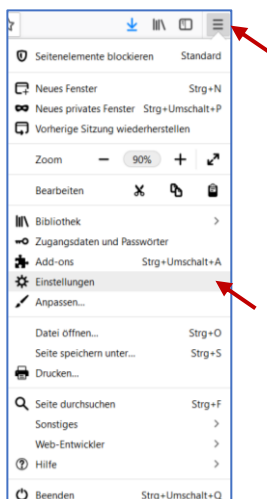 Seitenelemente blockieren Standard
Neues Fenster Strg+N
Neues privates Fenster Strg+Umschalt+P
Vorherige Sitzung wiederherstellen
Zoom 90%
Bearbeiten
Bibliothek
Zugangsdaten und Passwörter
Add-ons Strg+Umschalt+A
Einstellungen
Anpassen...
Datei öffnen... Strg+O
Seite speichern unter... Strg+S
Drucken...
Seite durchsuchen Strg+F
Sonstiges
Web-Entwickler
Hilfe
Beenden Strg+Umschalt+Q